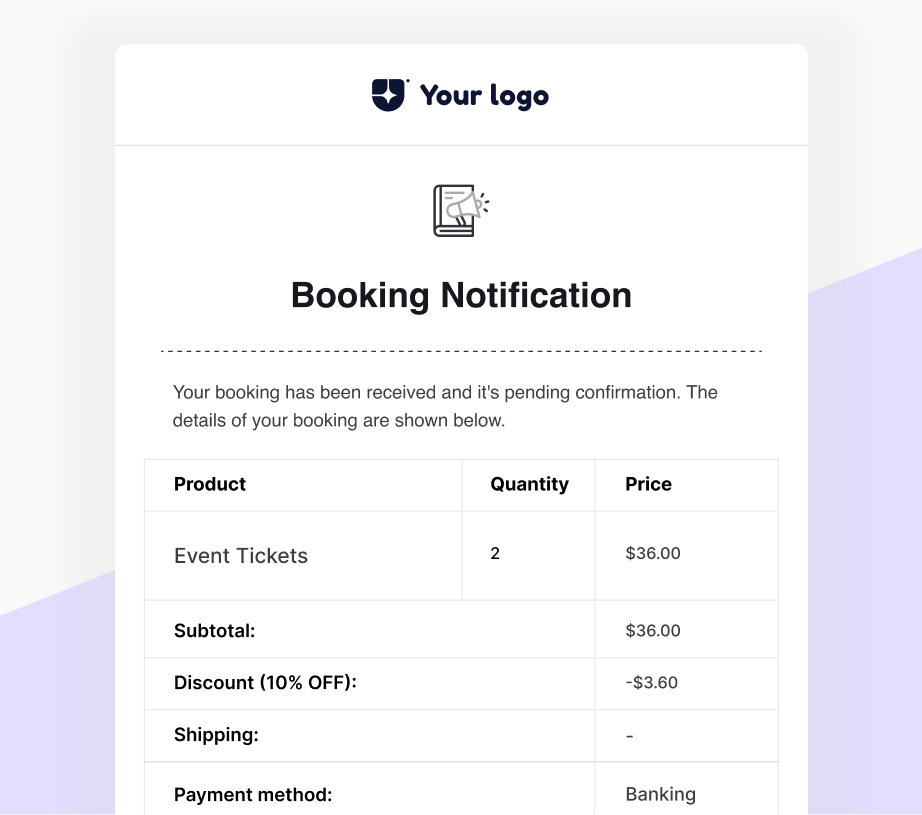 Your logo
Booking Notification
Your booking has been received and it's pending confirmation. The
details of your booking are shown below.
Product Quantity Price
Event Tickets 2 $36.00
Subtotal: $36.00
Discount (10% OFF): -$3.60
Shipping: -
Payment method: Banking